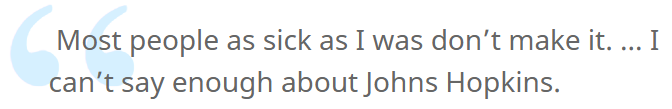 “ Most people as sick as I was don’t make it. ... I
can’t say enough about Johns Hopkins.